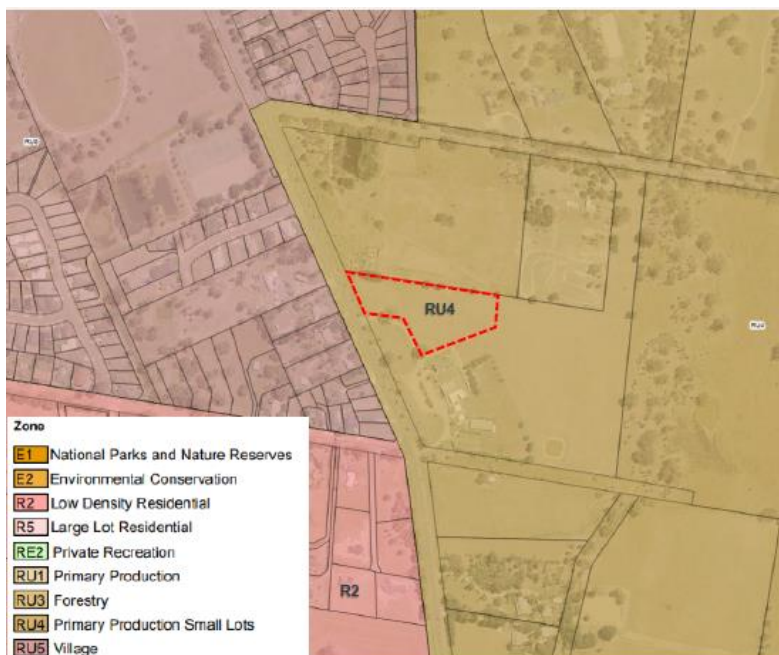 RU4
R2
Zone
E1 National Parks and Nature Reserves
E2 Environmental Conservation
R2 Low Density Residential
R5 Large Lot Residential
RE2 Private Recreation
RU1 Primary Production
RU3 Forestry
RU4 Primary Production Small Lots
RU5 Village